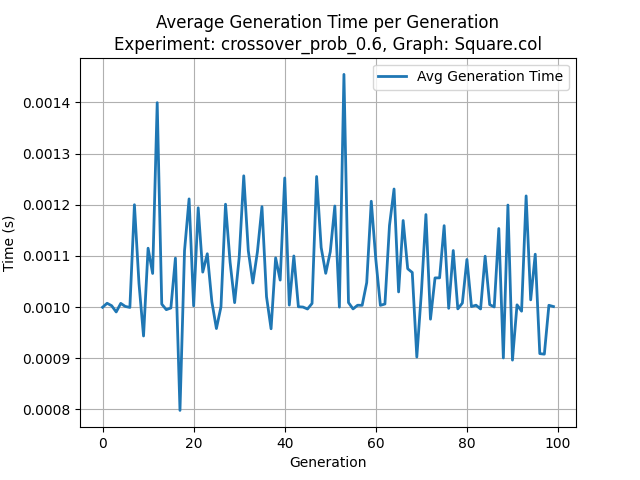 Average Generation Time per Generation
Experiment: crossover_prob_0.6, Graph: Square.col
Avg Generation Time
Time (s)
0.0014
0.0013
0.0012
0.0011
0.0010
0.0009
0.0008
0 20 40 60 80 100
Generation